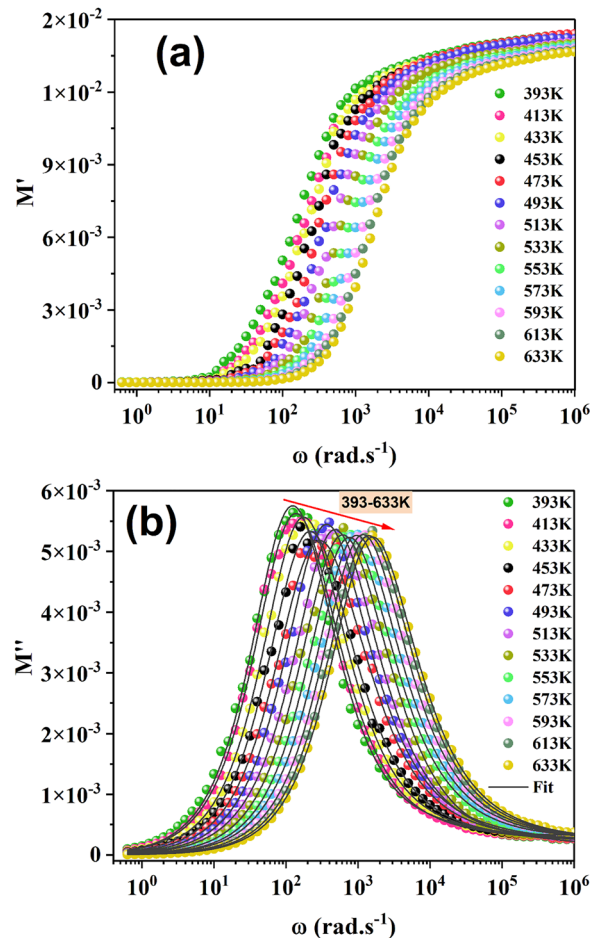 (a)
M'
2×10⁻²
1×10⁻²
9×10⁻³
6×10⁻³
3×10⁻³
0
10⁰ 10¹ 10² 10³ 10⁴ 10⁵ 10⁶
ω (rad.s⁻¹)
393K
413K
433K
453K
473K
493K
513K
533K
553K
573K
593K
613K
633K
(b)
393-633K
M''
6×10⁻³
5×10⁻³
4×10⁻³
3×10⁻³
2×10⁻³
1×10⁻³
0
10⁰ 10¹ 10² 10³ 10⁴ 10⁵ 10⁶
ω (rad.s⁻¹)
393K
413K
433K
453K
473K
493K
513K
533K
553K
573K
593K
613K
633K
Fit